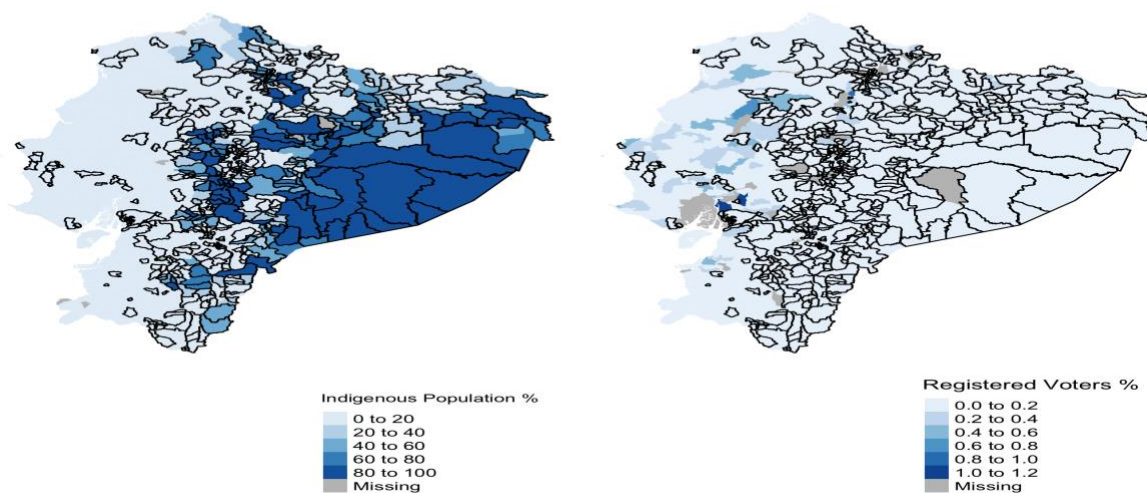 Indigenous Population %
0 to 20
20 to 40
40 to 60
60 to 80
80 to 100
Missing
Registered Voters %
0.0 to 0.2
0.2 to 0.4
0.4 to 0.6
0.6 to 0.8
0.8 to 1.0
1.0 to 1.2
Missing